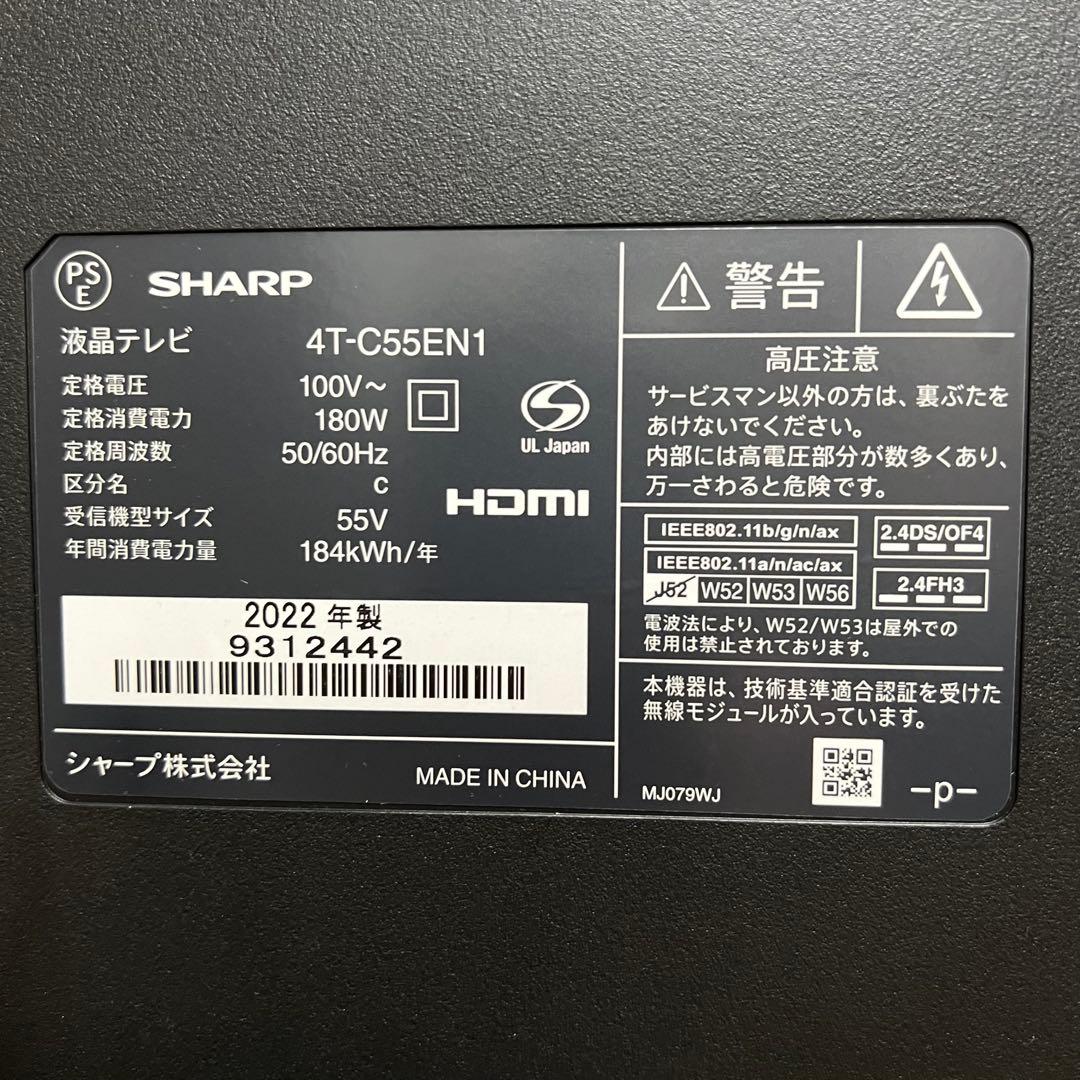 PS
E
SHARP
液晶テレビ 4T-C55EN1
定格電圧 100V～
定格消費電力 180W
定格周波数 50/60Hz
区分名 C
受信機型サイズ 55V
年間消費電力量 184kWh/年
S
UL Japan
HDMI
2022 年製
9312442
シャープ株式会社
MADE IN CHINA
警告
高圧注意
サービスマン以外の方は、裏ぶたを
あけないでください。
内部には高電圧部分が数多くあり、
万一さわると危険です。
IEEE802.11b/g/n/ax
2.4DS/OF4
IEEE802.11a/n/ac/ax
J52 W52 W53 W56
2.4FH3
電波法により、W52/W53は屋外での
使用は禁止されております。
本機器は、技術基準適合認証を受けた
無線モジュールが入っています。
MJ079WJ
-p-